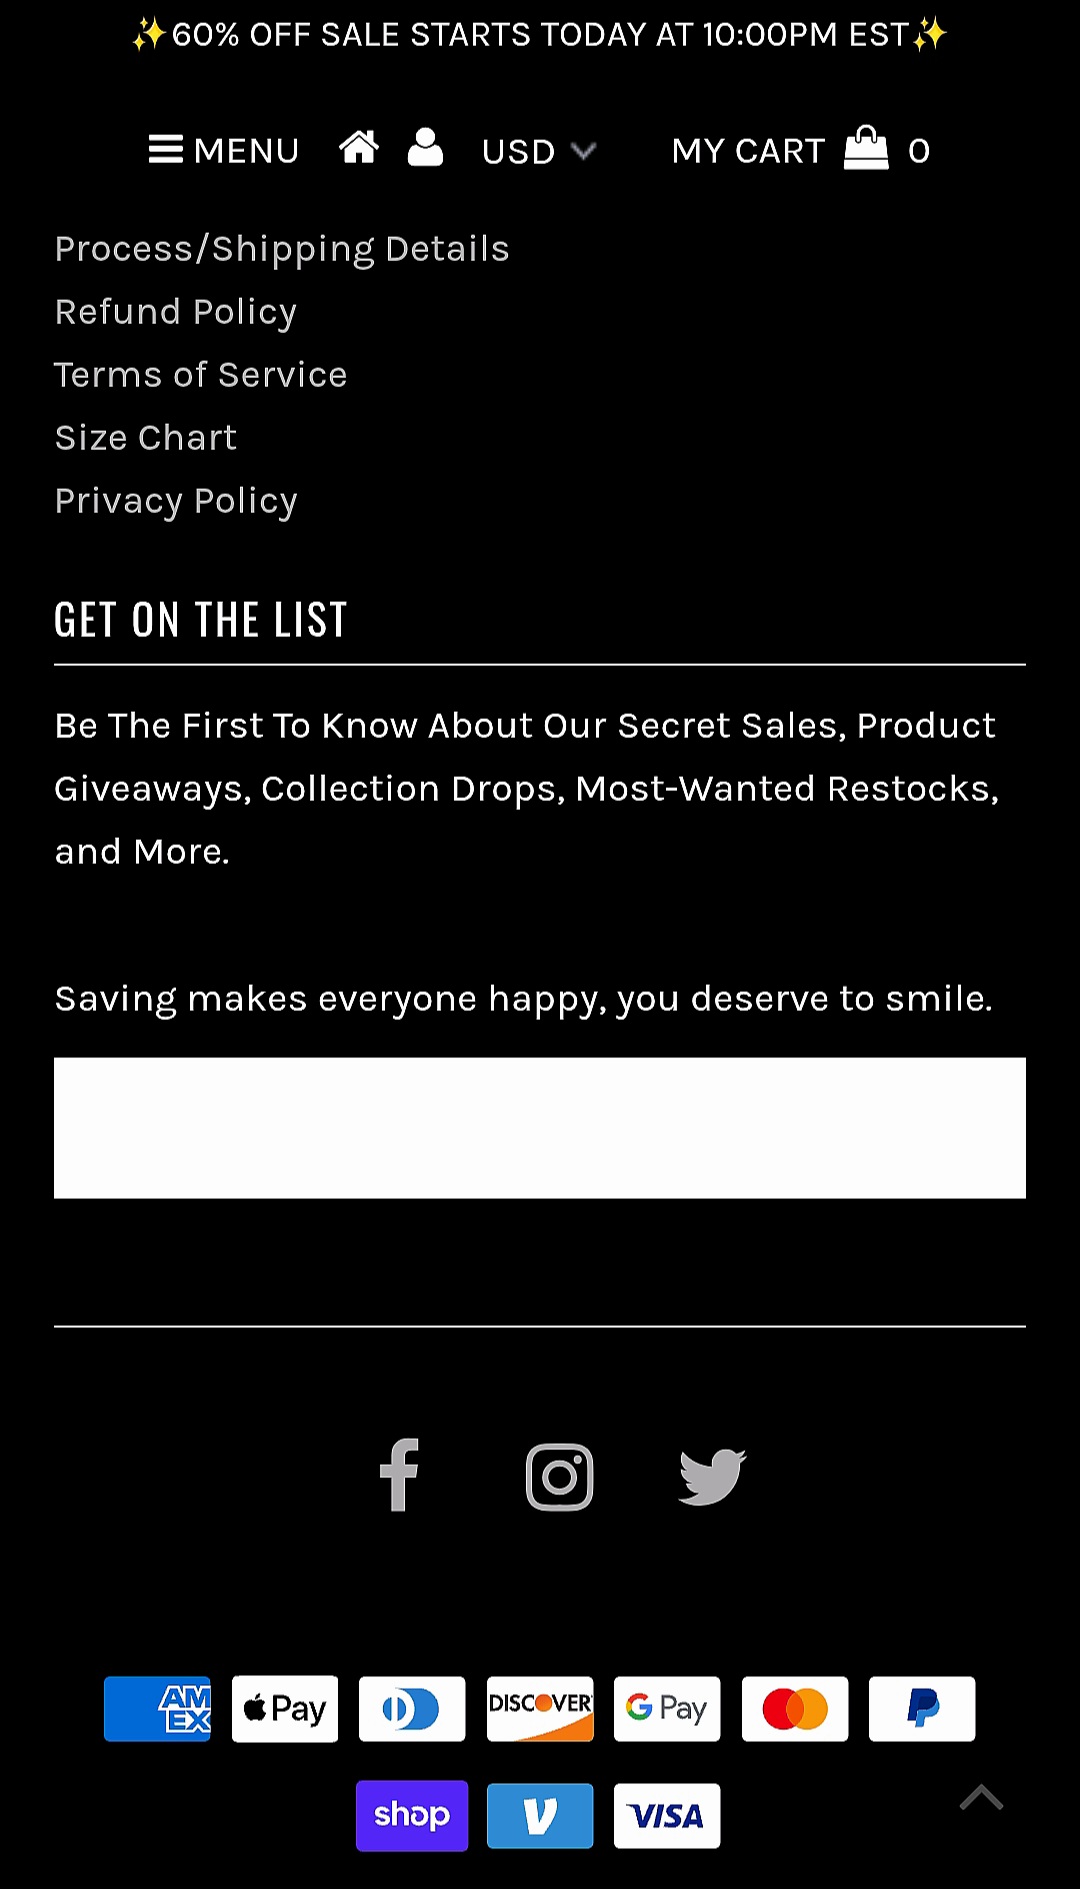 ✨60% OFF SALE STARTS TODAY AT 10:00PM EST✨
MENU USD MY CART 0
Process/Shipping Details
Refund Policy
Terms of Service
Size Chart
Privacy Policy
GET ON THE LIST
Be The First To Know About Our Secret Sales, Product
Giveaways, Collection Drops, Most-Wanted Restocks,
and More.
Saving makes everyone happy, you deserve to smile.
AM EX Pay DISCOVER G Pay
shop VISA